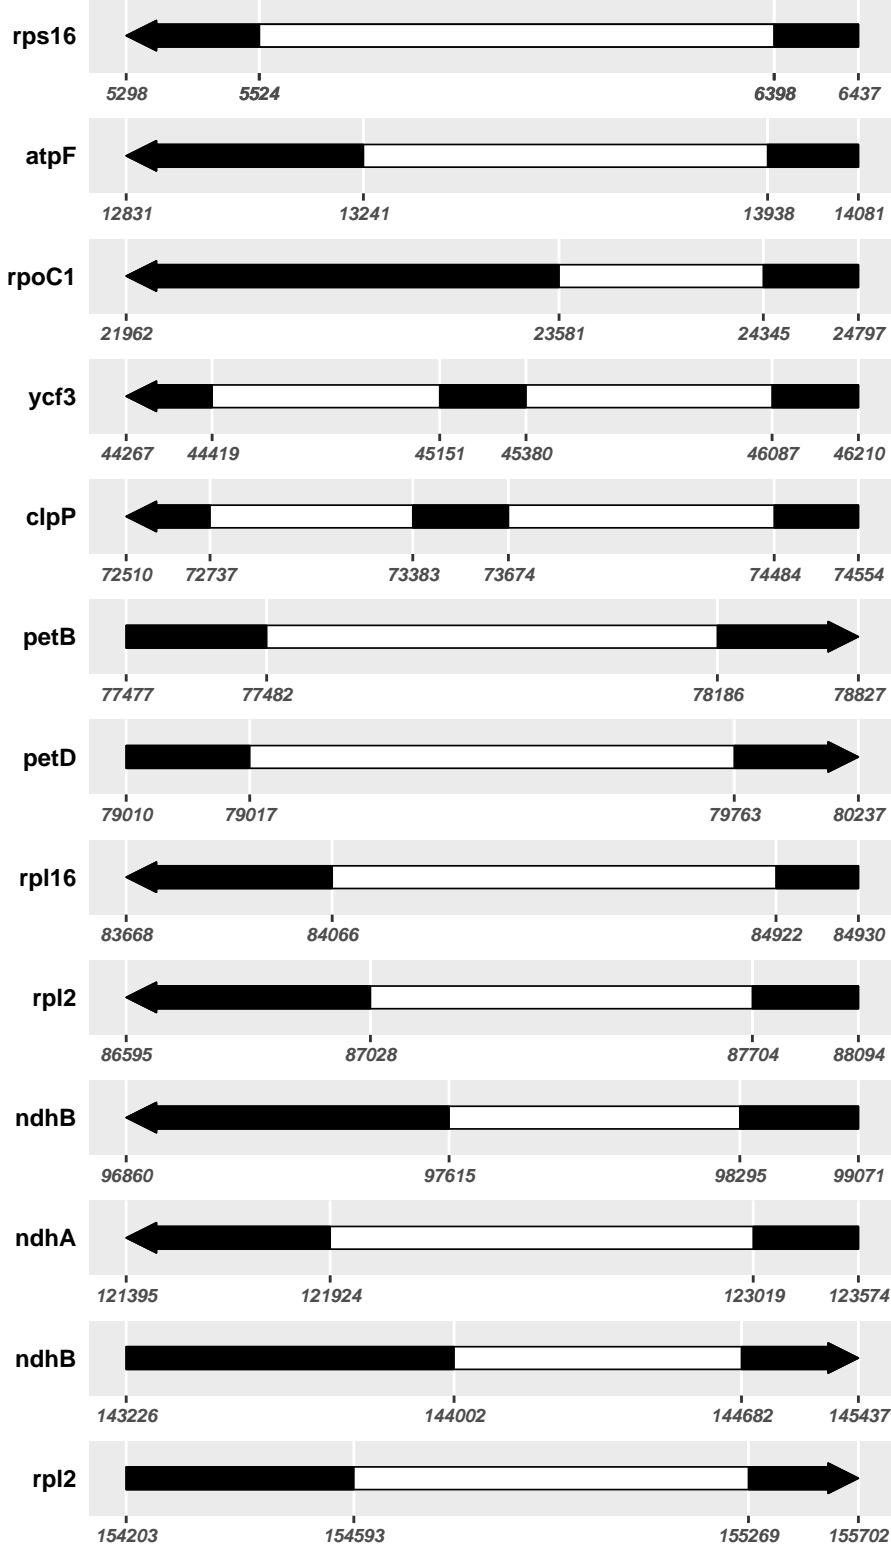 rps16
5298 5524 6398 6437
atpF
12831 13241 13938 14081
rpoC1
21962 23581 24345 24797
ycf3
44267 44419 45151 45380 46087 46210
clpP
72510 72737 73383 73674 74484 74554
petB
77477 77482 78186 78827
petD
79010 79017 79763 80237
rpl16
83668 84066 84922 84930
rpl2
86595 87028 87704 88094
ndhB
96860 97615 98295 99071
ndhA
121395 121924 123019 123574
ndhB
143226 144002 144682 145437
rpl2
154203 154593 155269 155702